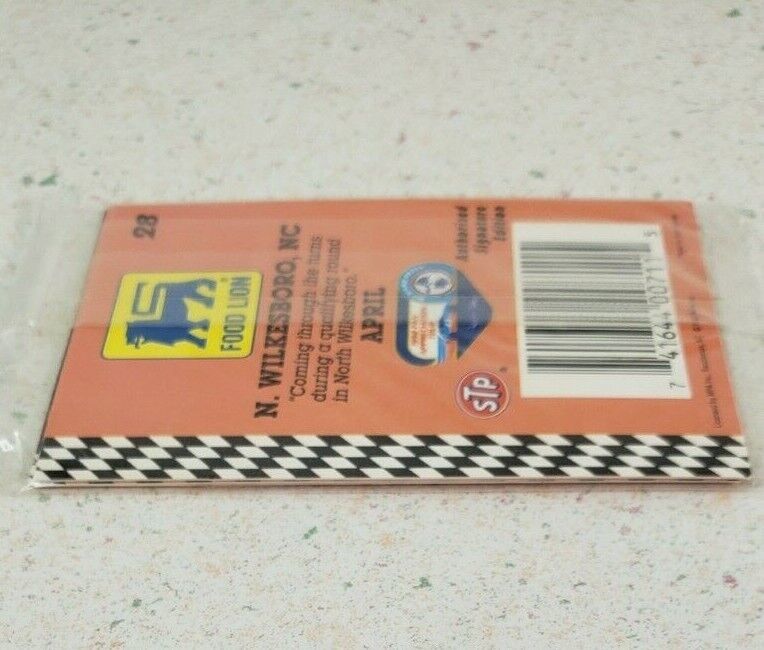 28
FOOD LION
N. WILKESBORO, NC
"Coming through the turns
during a qualifying round
in North Wilkesboro."
APRIL
Authorized
Signature
Edition
STP
7 41644 00711 5